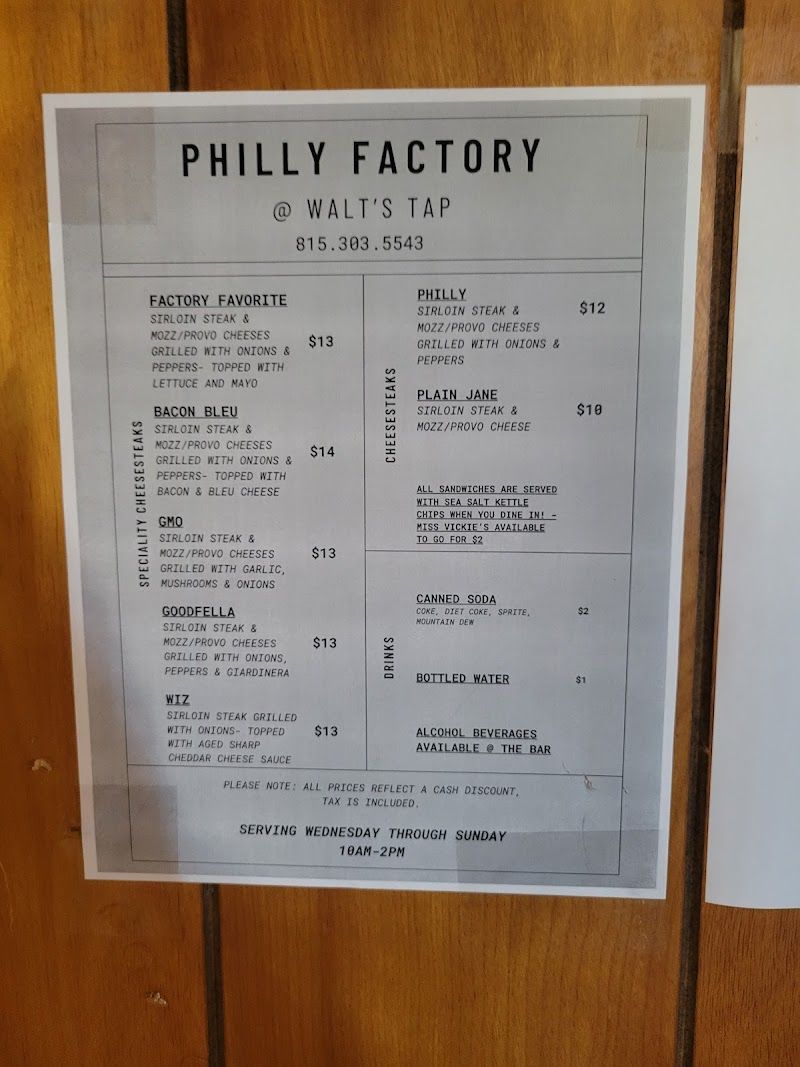 PHILLY FACTORY
@ WALT'S TAP
815.303.5543
SPECIALITY CHEESESTEAKS
FACTORY FAVORITE
SIRLOIN STEAK &
MOZZ/PROVO CHEESES
GRILLED WITH ONIONS &
PEPPERS- TOPPED WITH
LETTUCE AND MAYO
$13
BACON BLEU
SIRLOIN STEAK &
MOZZ/PROVO CHEESES
GRILLED WITH ONIONS &
PEPPERS- TOPPED WITH
BACON & BLEU CHEESE
$14
GMO
SIRLOIN STEAK &
MOZZ/PROVO CHEESES
GRILLED WITH GARLIC,
MUSHROOMS & ONIONS
$13
GOODFELLA
SIRLOIN STEAK &
MOZZ/PROVO CHEESES
GRILLED WITH ONIONS,
PEPPERS & GIARDINERA
$13
WIZ
SIRLOIN STEAK GRILLED
WITH ONIONS- TOPPED
WITH AGED SHARP
CHEDDAR CHEESE SAUCE
$13
CHEESESTEAKS
PHILLY
SIRLOIN STEAK &
MOZZ/PROVO CHEESES
GRILLED WITH ONIONS &
PEPPERS
$12
PLAIN JANE
SIRLOIN STEAK &
MOZZ/PROVO CHEESE
$10
ALL SANDWICHES ARE SERVED
WITH SEA SALT KETTLE
CHIPS WHEN YOU DINE IN! -
MISS VICKIE'S AVAILABLE
TO GO FOR $2
DRINKS
CANNED SODA
COKE, DIET COKE, SPRITE,
MOUNTAIN DEW
$2
BOTTLED WATER
$1
ALCOHOL BEVERAGES
AVAILABLE @ THE BAR
PLEASE NOTE: ALL PRICES REFLECT A CASH DISCOUNT,
TAX IS INCLUDED.
SERVING WEDNESDAY THROUGH SUNDAY
10AM-2PM